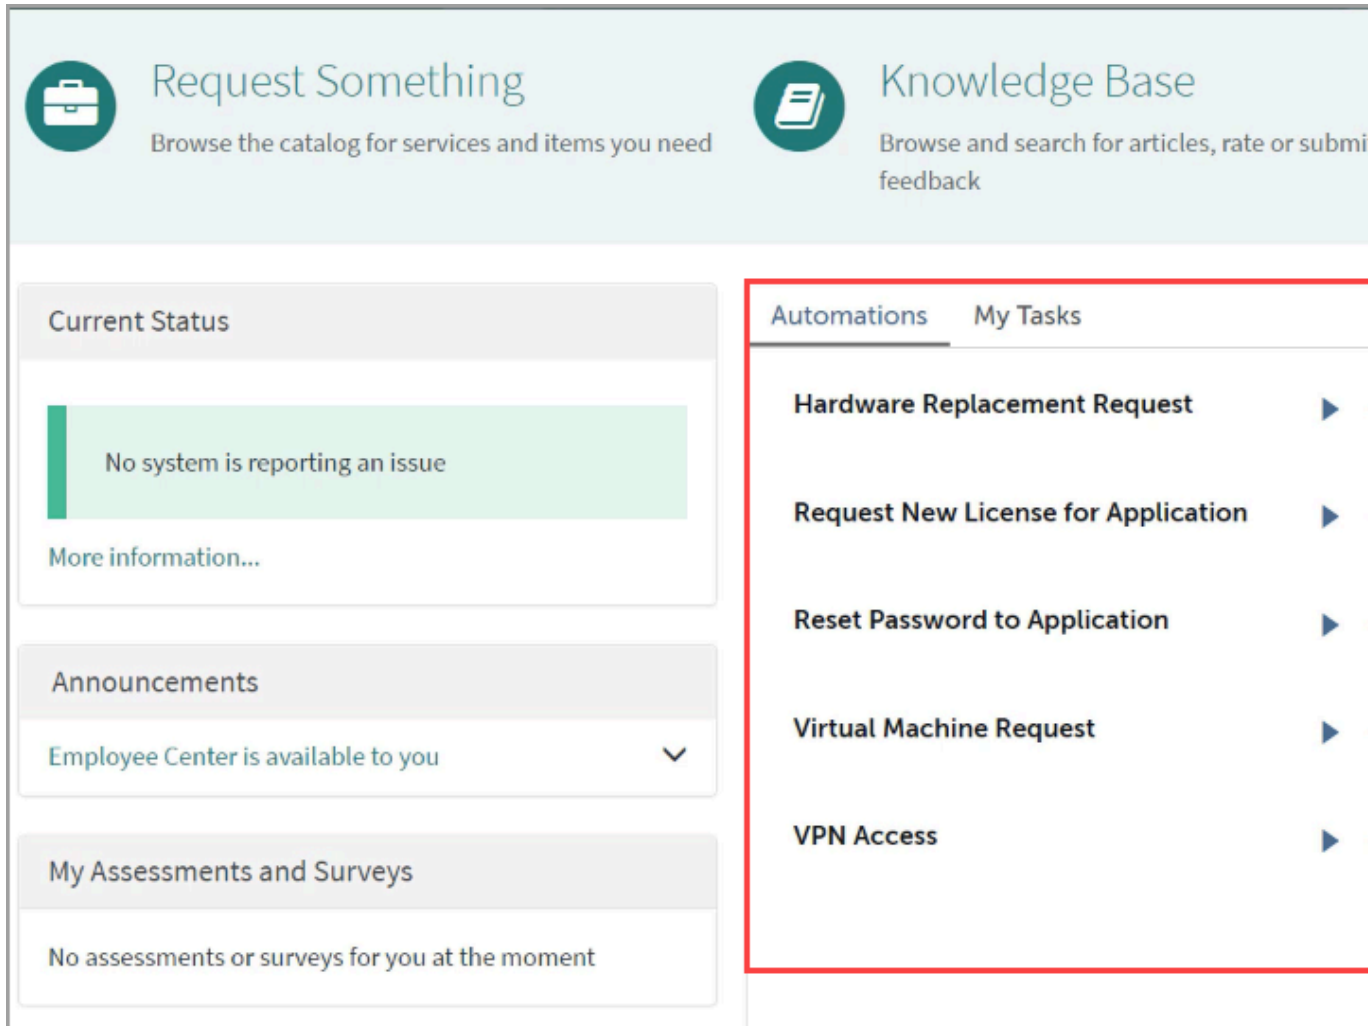 Request Something
Browse the catalog for services and items you need
Knowledge Base
Browse and search for articles, rate or
feedback
Current Status
No system is reporting an issue
More information...
Announcements
Employee Center is available to you
My Assessments and Surveys
No assessments or surveys for you at the moment
Automations My Tasks
Hardware Replacement Request
Request New License for Application
Reset Password to Application
Virtual Machine Request
VPN Access